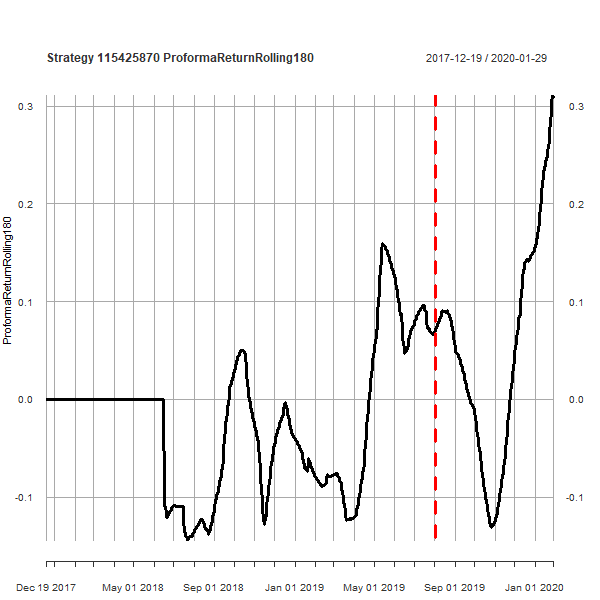 Strategy 115425870 ProformaReturnRolling180
2017-12-19 / 2020-01-29
ProformaReturnRolling180
0.3
0.2
0.1
0.0
-0.1
0.3
0.2
0.1
0.0
-0.1
Dec 19 2017
May 01 2018
Sep 01 2018
Jan 01 2019
May 01 2019
Sep 01 2019
Jan 01 2020